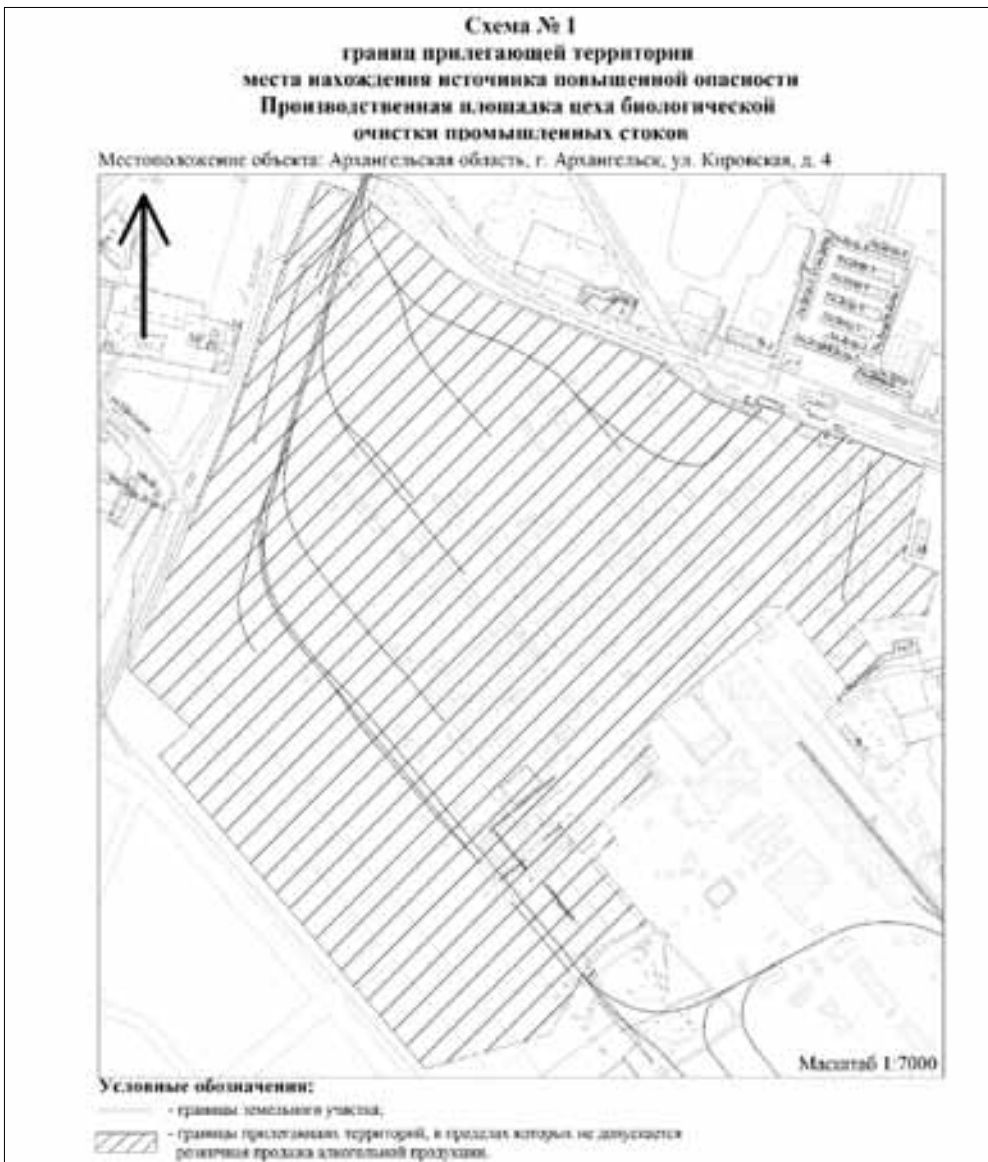 Схема № 1
границ прилегающей территории
места нахождения источника повышенной опасности
Производственная площадка цеха биологической
очистки промышленных стоков
Местоположение объекта: Архангельская область, г. Архангельск, ул. Кировская, д. 4
Масштаб 1:7000
Условные обозначения:
- границы земельного участка;
- границы прилегающих территорий, в пределах которых не допускается
розничная продажа алкогольной продукции.